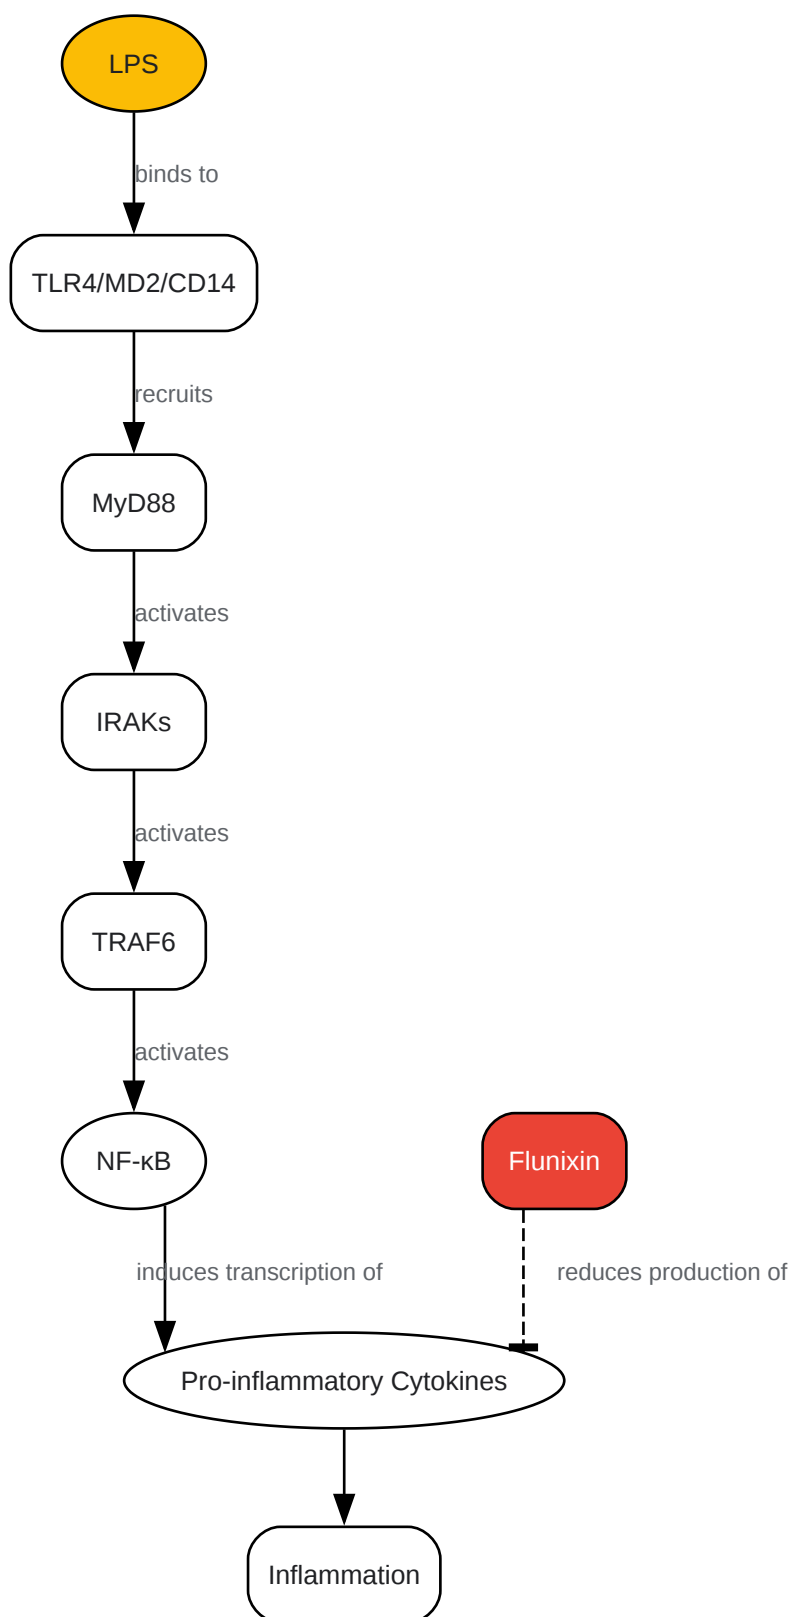 LPS
binds to
TLR4/MD2/CD14
recruits
MyD88
activates
IRAKs
activates
TRAF6
activates
NF-κB
Flunixin
induces transcription of
reduces production of
Pro-inflammatory Cytokines
Inflammation